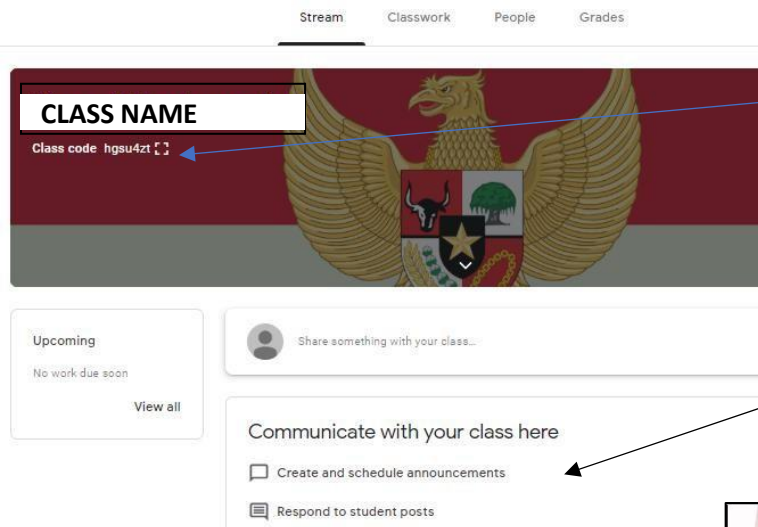 Stream Classwork People Grades
CLASS NAME
Class code hgsu4zt
Upcoming
No work due soon
View all
Share something with your class...
Communicate with your class here
Create and schedule announcements
Respond to student posts